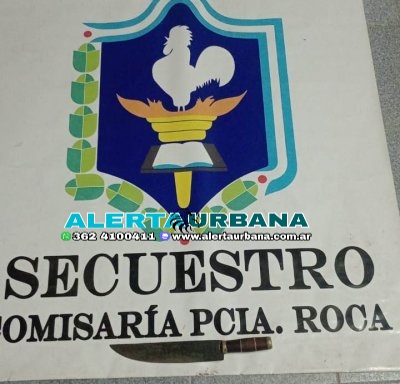 ALERTAURBANA
362 4100411 www.alertaurbana.com.ar
SECUESTRO
COMISARÍA PCIA. ROCA